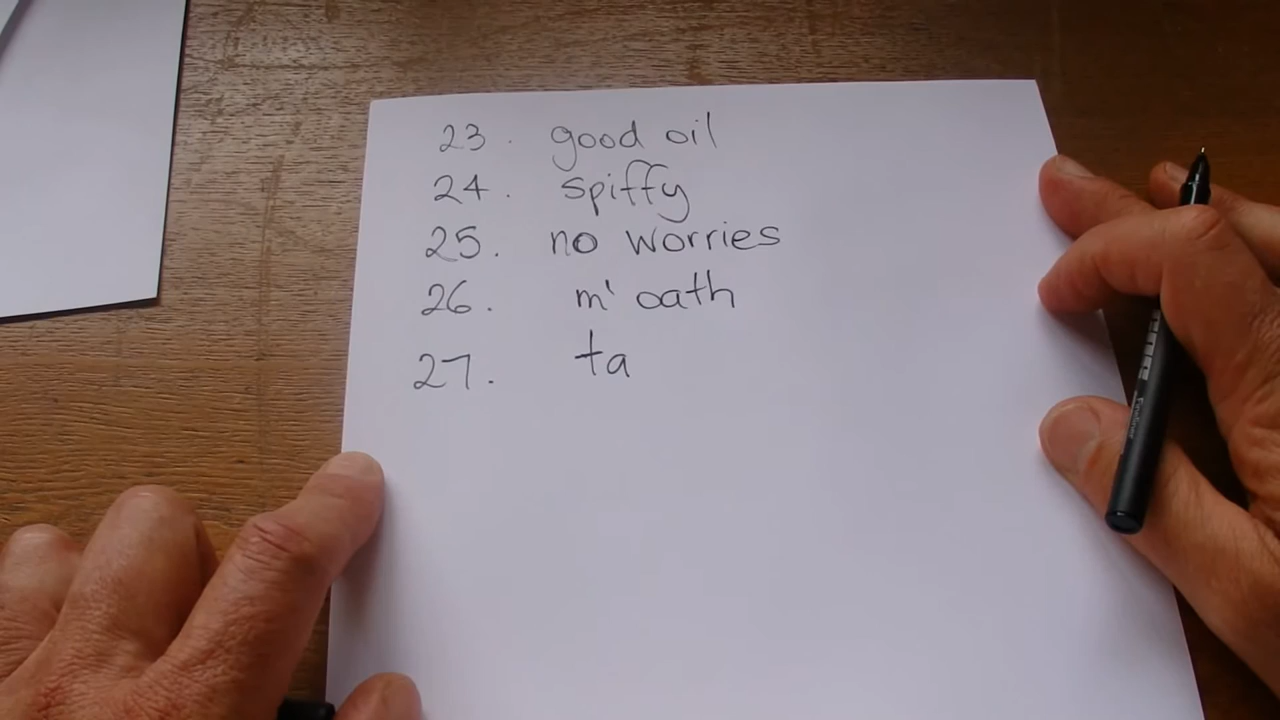 23. good oil
24. spiffy
25. no worries
26. m' oath
27. ta